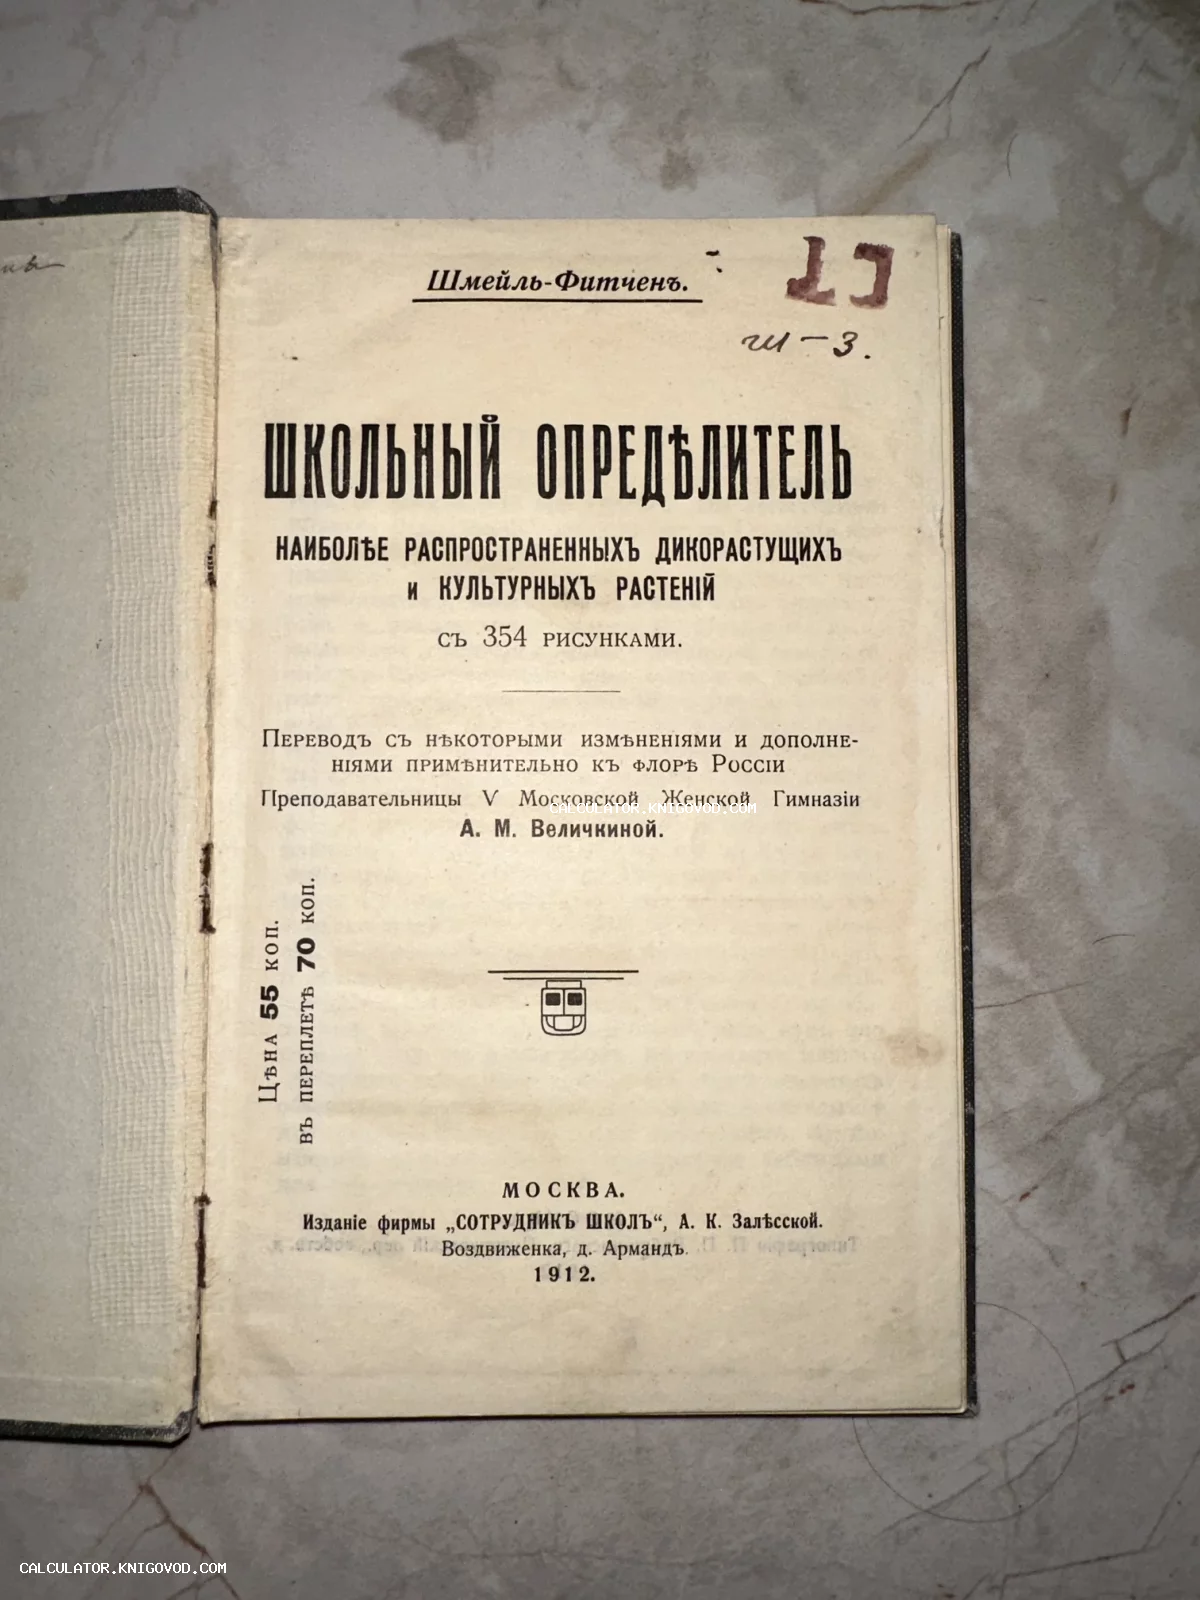 Шмейль-Фитченъ.
ш-3.
ШКОЛЬНЫЙ ОПРЕДѢЛИТЕЛЬ
НАИБОЛѢЕ РАСПРОСТРАНЕННЫХЪ ДИКОРАСТУЩИХЪ
и КУЛЬТУРНЫХЪ РАСТЕНІЙ
съ 354 рисунками.
Переводъ съ нѣкоторыми измѣненіями и дополне-
ніями примѣнительно къ флорѣ Россіи
Преподавательницы V Московской Женской Гимназіи
CALCULATOR.KNIGOVOD.COM
А. М. Величкиной.
Цѣна 55 коп.
въ переплетѣ 70 коп.
МОСКВА.
Изданіе фирмы „СОТРУДНИКЪ ШКОЛЪ“, А. К. Залѣсской.
Воздвиженка, д. Армандъ.
1912.
CALCULATOR.KNIGOVOD.COM